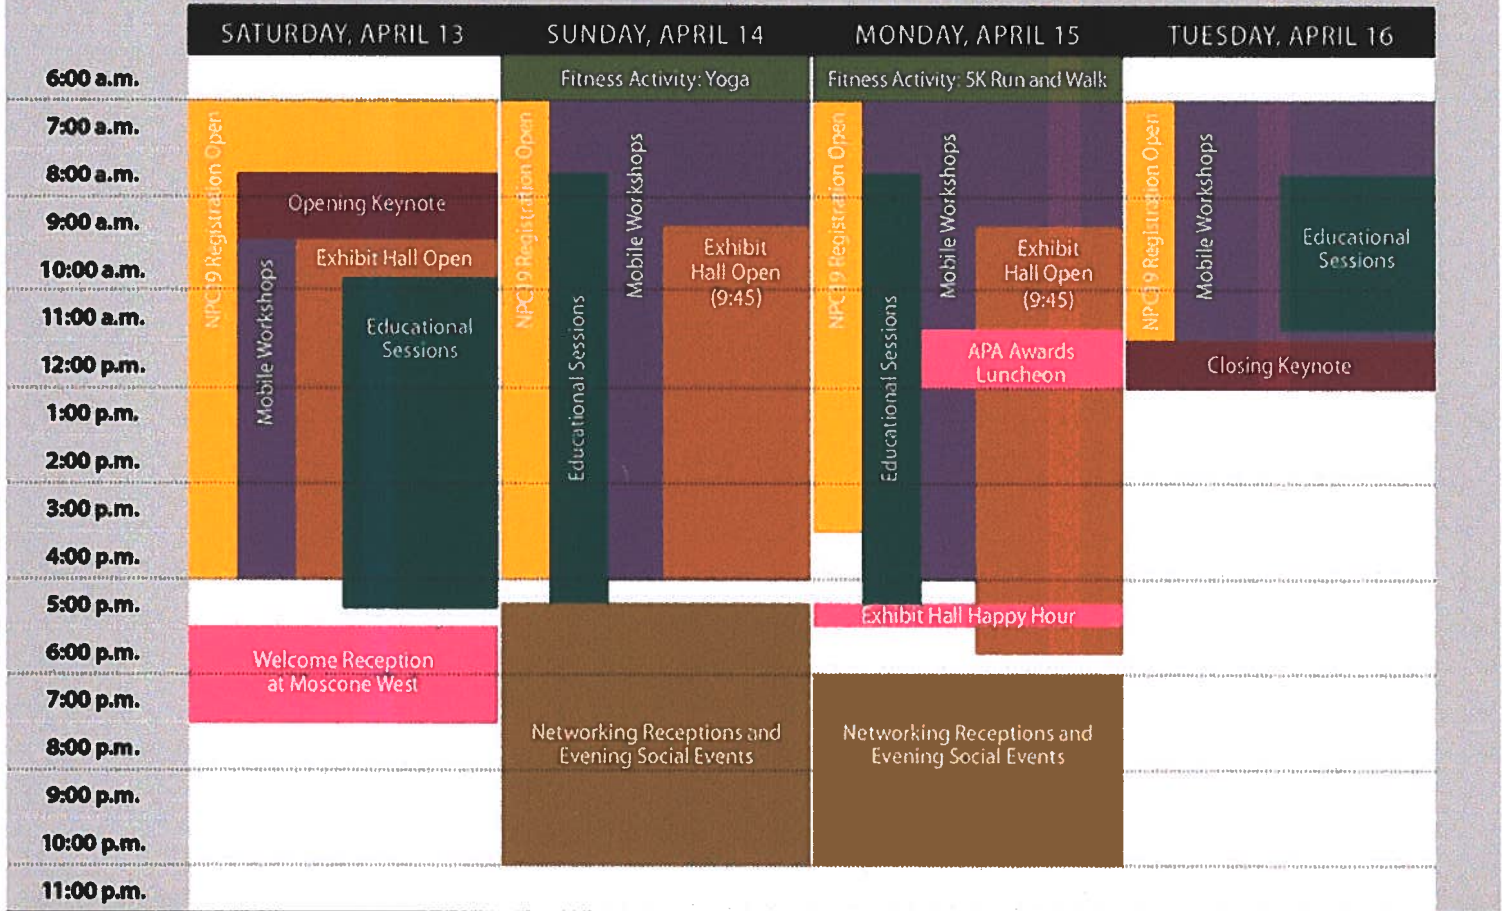 SATURDAY, APRIL 13
SUNDAY, APRIL 14
MONDAY, APRIL 15
TUESDAY, APRIL 16
6:00 a.m.
7:00 a.m.
8:00 a.m.
9:00 a.m.
10:00 a.m.
11:00 a.m.
12:00 p.m.
1:00 p.m.
2:00 p.m.
3:00 p.m.
4:00 p.m.
5:00 p.m.
6:00 p.m.
7:00 p.m.
8:00 p.m.
9:00 p.m.
10:00 p.m.
11:00 p.m.
NPC19 Registration Open
Opening Keynote
Mobile Workshops
Exhibit Hall Open
Educational
Sessions
Welcome Reception
at Moscone West
Fitness Activity: Yoga
NPC19 Registration Open
Educational Sessions
Mobile Workshops
Exhibit
Hall Open
(9:45)
Networking Receptions and
Evening Social Events
Fitness Activity: 5K Run and Walk
NPC19 Registration Open
Educational Sessions
Mobile Workshops
Exhibit
Hall Open
(9:45)
APA Awards
Luncheon
Exhibit Hall Happy Hour
Networking Receptions and
Evening Social Events
NPC19 Registration Open
Mobile Workshops
Educational
Sessions
Closing Keynote